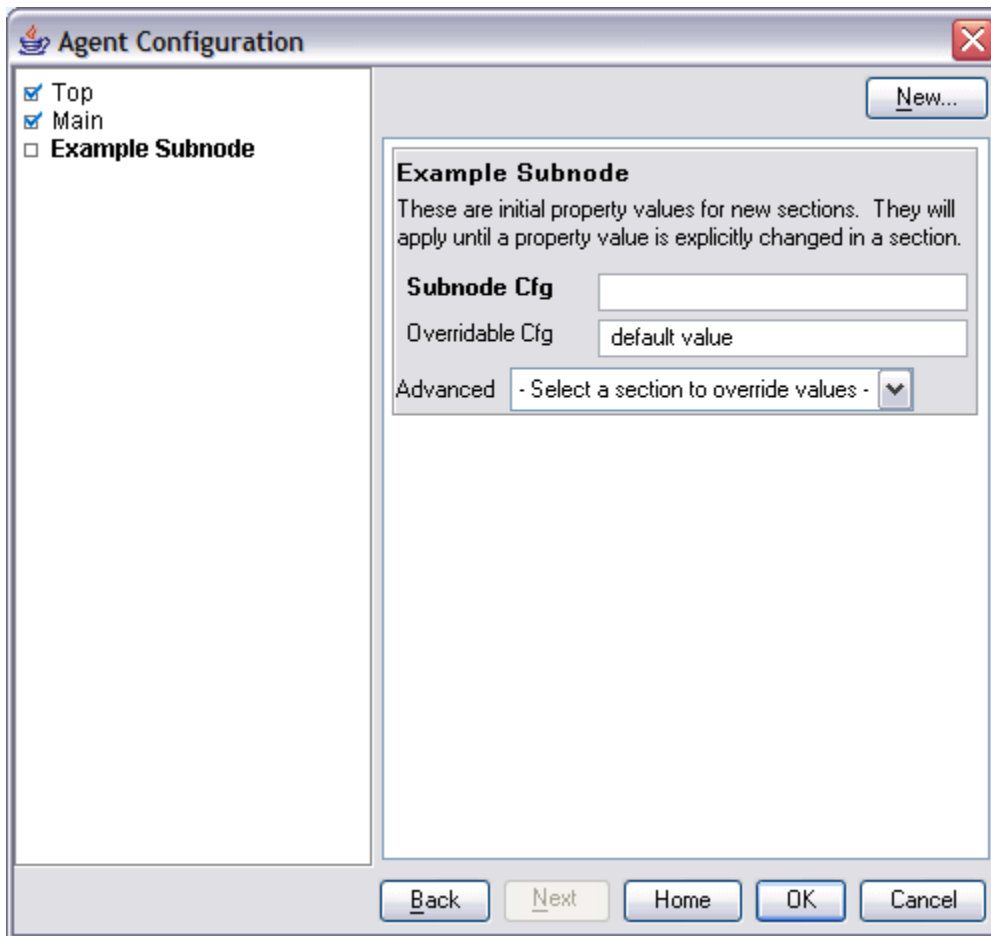 Agent Configuration
Top
Main
Example Subnode
New...
Example Subnode
These are initial property values for new sections. They will
apply until a property value is explicitly changed in a section.
Subnode Cfg
Overridable Cfg default value
Advanced - Select a section to override values -
Back Next Home OK Cancel